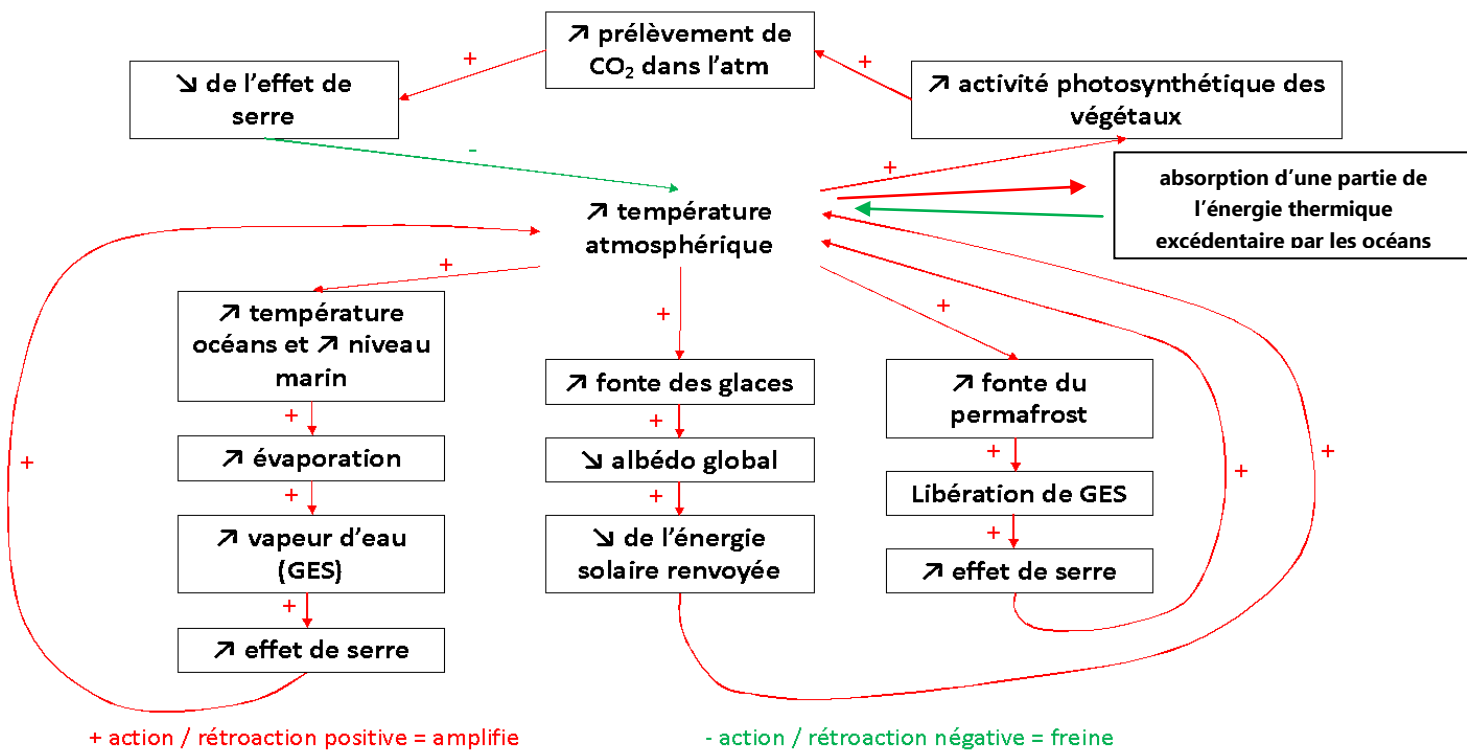 ↗ prélèvement de
CO₂ dans l'atm
+
+
↘ de l'effet de
serre
↗ activité photosynthétique des
végétaux
-
+
absorption d'une partie de
l'énergie thermique
excédentaire par les océans
↗ température
atmosphérique
+
+
+
↗ température
océans et ↗ niveau
marin
↗ fonte des glaces
↗ fonte du
permafrost
+
+
+
↗ évaporation
↘ albédo global
Libération de GES
+
+
+
+
+
+
↗ vapeur d'eau
(GES)
↘ de l'énergie
solaire renvoyée
↗ effet de serre
+
↗ effet de serre
+ action / rétroaction positive = amplifie
- action / rétroaction négative = freine